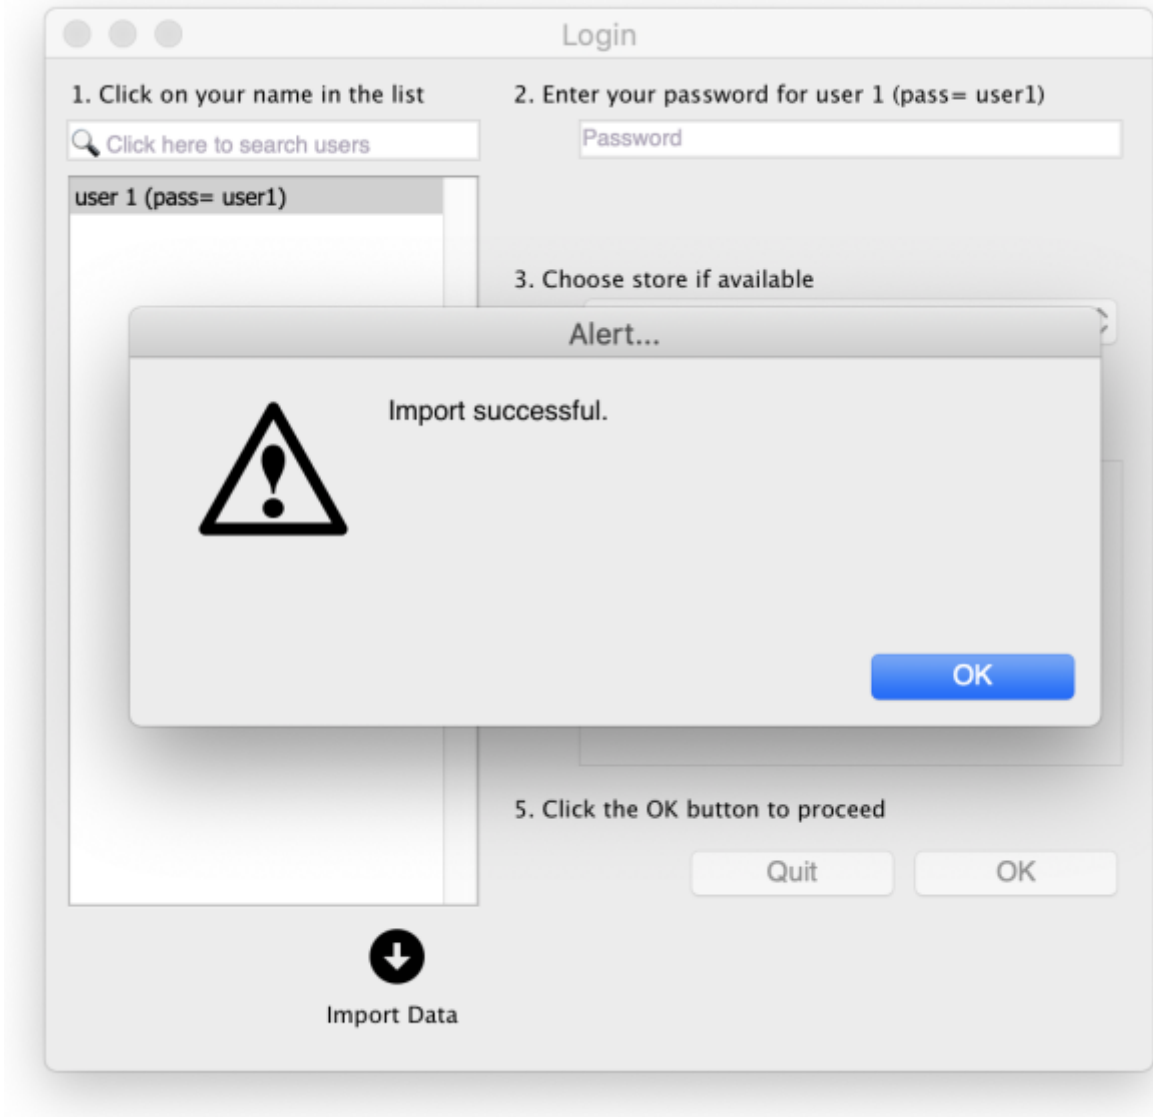 Login
1. Click on your name in the list
Click here to search users
user 1 (pass= user1)
2. Enter your password for user 1 (pass= user1)
Password
3. Choose store if available
Alert...
Import successful.
OK
5. Click the OK button to proceed
Quit
OK
Import Data